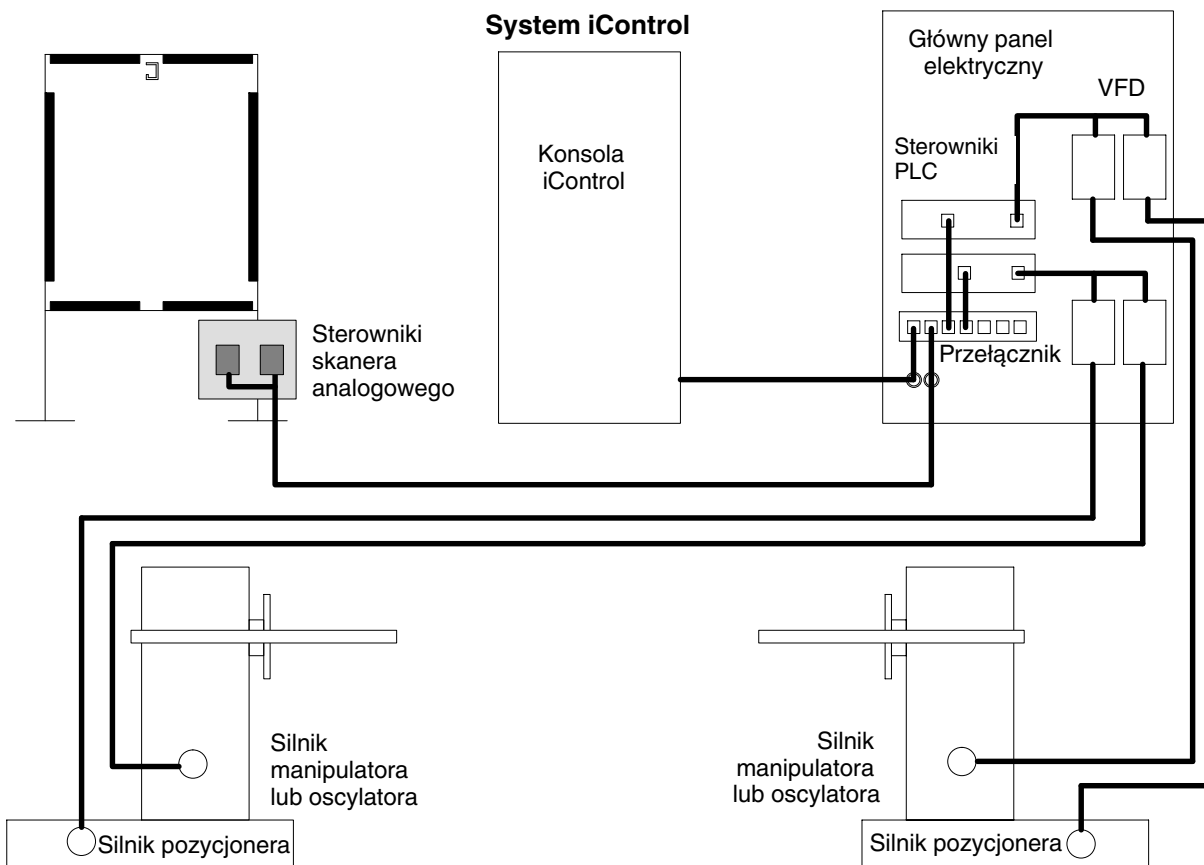 System iControl
Główny panel
elektryczny
VFD
Konsola
iControl
Sterowniki
PLC
Sterowniki
skanera
analogowego
Przełącznik
Silnik
manipulatora
lub oscylatora
Silnik
manipulatora
lub oscylatora
Silnik pozycjonera
Silnik pozycjonera